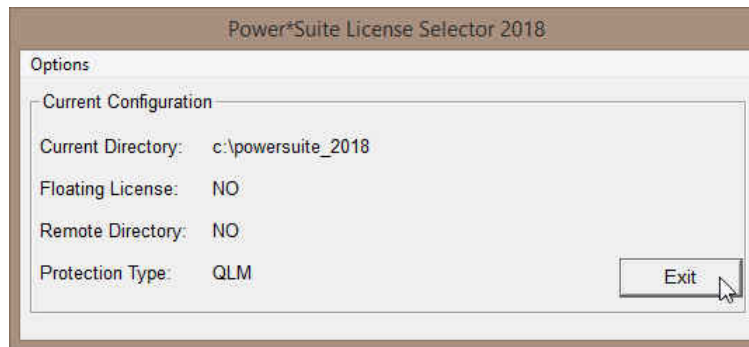 Power*Suite License Selector 2018
Options
Current Configuration
Current Directory: c:\powersuite_2018
Floating License: NO
Remote Directory: NO
Protection Type: QLM
Exit